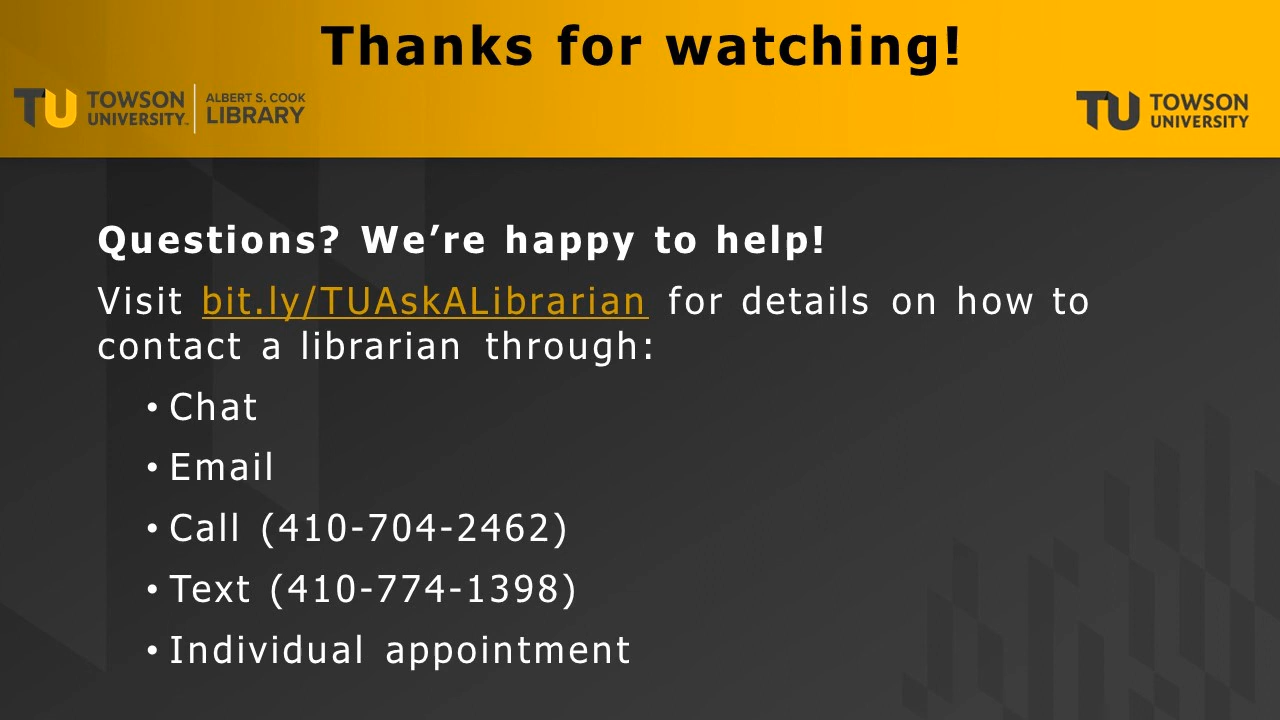 Thanks for watching!
TU TOWSON UNIVERSITY. ALBERT S. COOK LIBRARY
TU TOWSON UNIVERSITY
Questions? We’re happy to help!
Visit bit.ly/TUAskALibrarian for details on how to
contact a librarian through:
• Chat
• Email
• Call (410-704-2462)
• Text (410-774-1398)
• Individual appointment